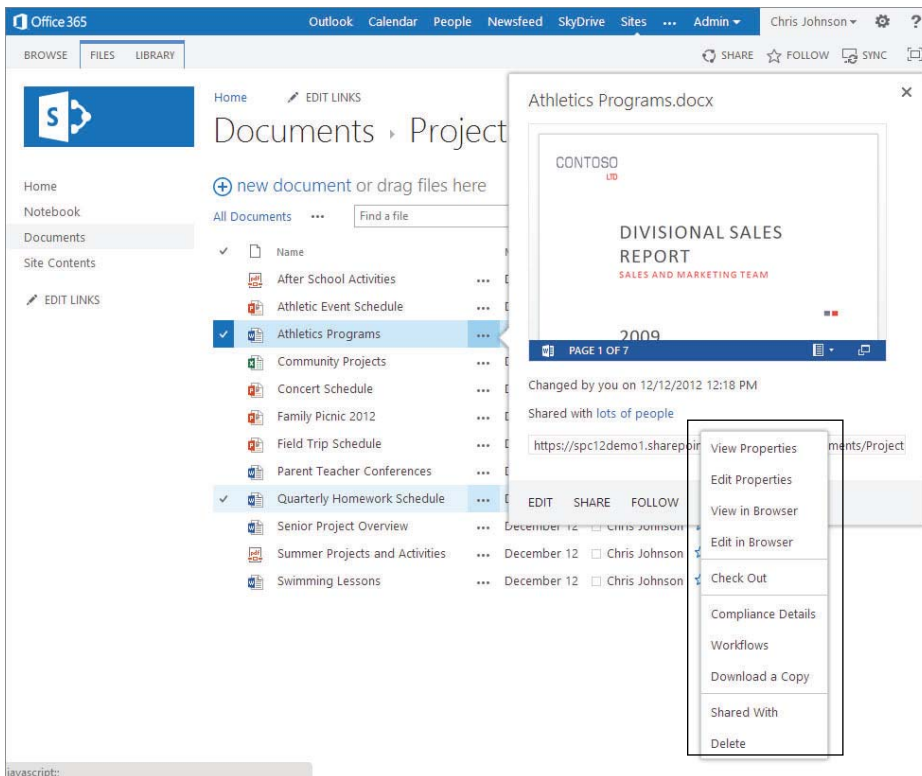 Office 365
Outlook Calendar People Newsfeed SkyDrive Sites ... Admin Chris Johnson ?
BROWSE FILES LIBRARY SHARE FOLLOW SYNC
S
Home EDIT LINKS
Documents Project
new document or drag files here
All Documents ... Find a file
Home
Notebook
Documents
Site Contents
EDIT LINKS
Name
After School Activities ...
Athletic Event Schedule ...
Athletics Programs ...
Community Projects ...
Concert Schedule ...
Family Picnic 2012 ...
Field Trip Schedule ...
Parent Teacher Conferences ...
Quarterly Homework Schedule ...
Senior Project Overview ... December 12 Chris Johnson
Summer Projects and Activities ... December 12 Chris Johnson
Swimming Lessons ... December 12 Chris Johnson
Athletics Programs.docx
CONTOSO
LTD
DIVISIONAL SALES
REPORT
SALES AND MARKETING TEAM
2009
PAGE 1 OF 7
Changed by you on 12/12/2012 12:18 PM
Shared with lots of people
https://spc12demo1.sharepoin ments/Project
EDIT SHARE FOLLOW
View Properties
Edit Properties
View in Browser
Edit in Browser
Check Out
Compliance Details
Workflows
Download a Copy
Shared With
Delete
javascript:;